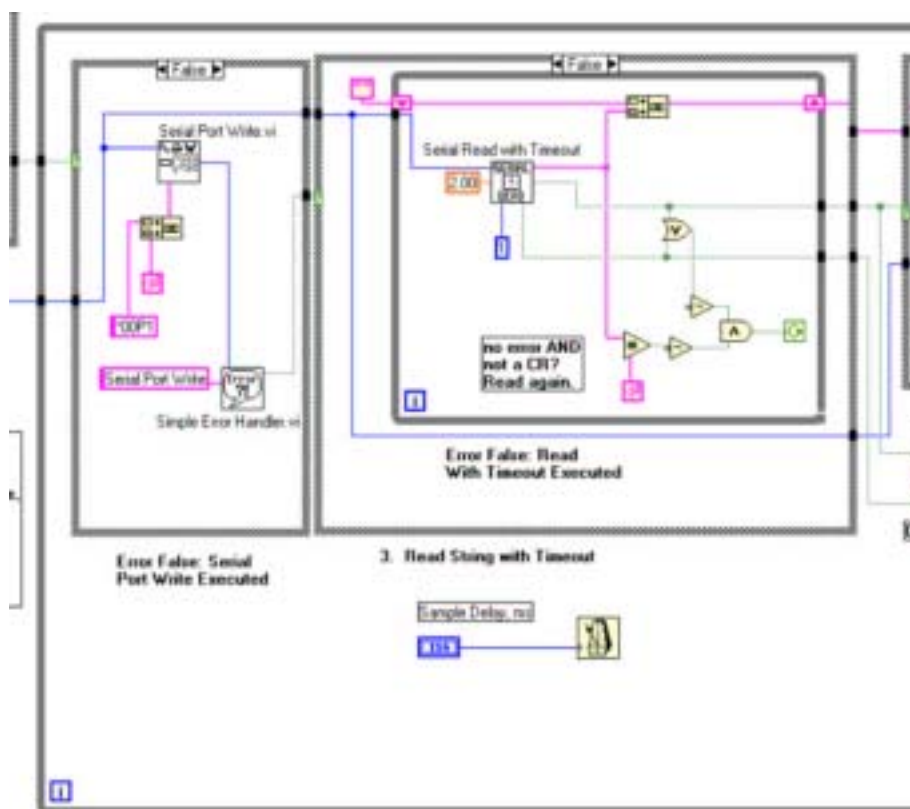 False
False
Serial Port Write.vi
Serial Read with Timeout
2.00
Serial Port Write
Simple Error Handler.vi
no error AND
not a CR?
Read again.
i
Error False: Read
With Timeout Executed
Error False: Serial
Port Write Executed
3. Read String with Timeout
Sample Delay, ms
i